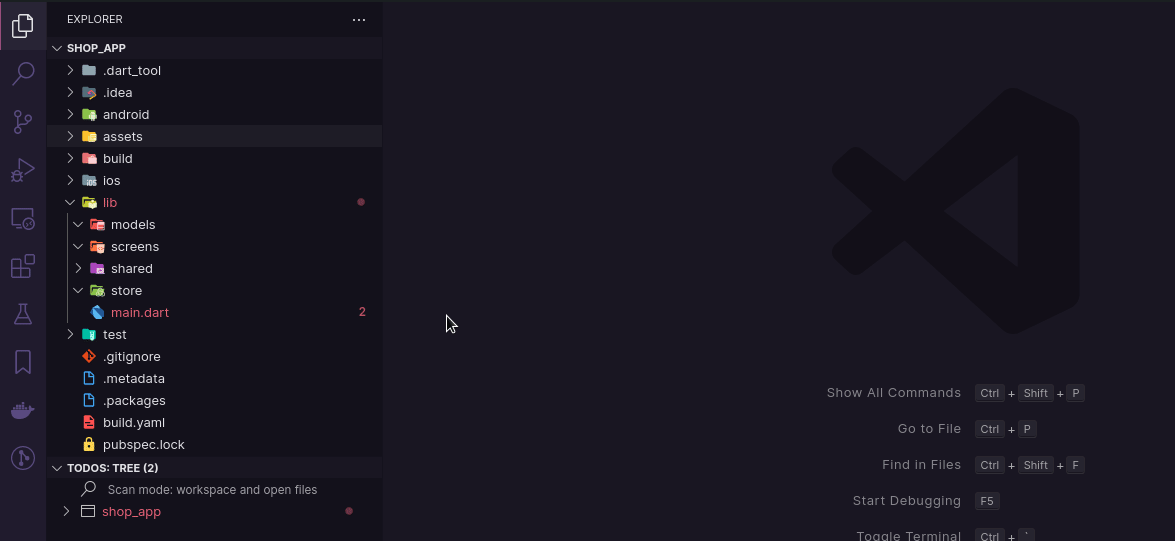 EXPLORER
SHOP_APP
.dart_tool
.idea
android
assets
build
ios
lib
models
screens
shared
store
main.dart 2
test
.gitignore
.metadata
.packages
build.yaml
pubspec.lock
TODOS: TREE (2)
Scan mode: workspace and open files
shop_app
Show All Commands Ctrl + Shift + P
Go to File Ctrl + P
Find in Files Ctrl + Shift + F
Start Debugging F5
Toggle Terminal Ctrl + `